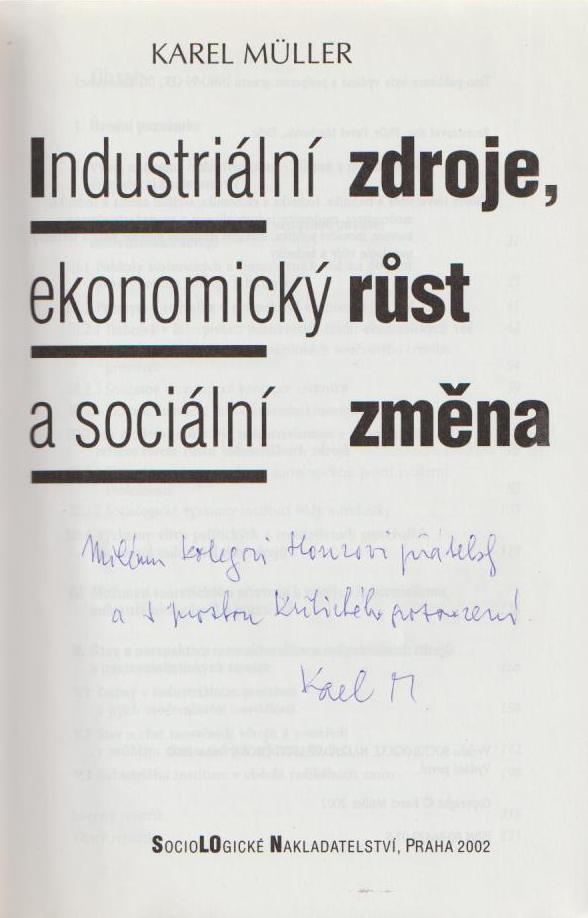 KAREL MÜLLER
Industriální zdroje,
ekonomický růst
a sociální změna
Milému kolegovi Honzovi přátelsky
a s prosbou kritického posouzení
Karel M.
SOCIOLOGICKÉ NAKLADATELSTVÍ, PRAHA 2002